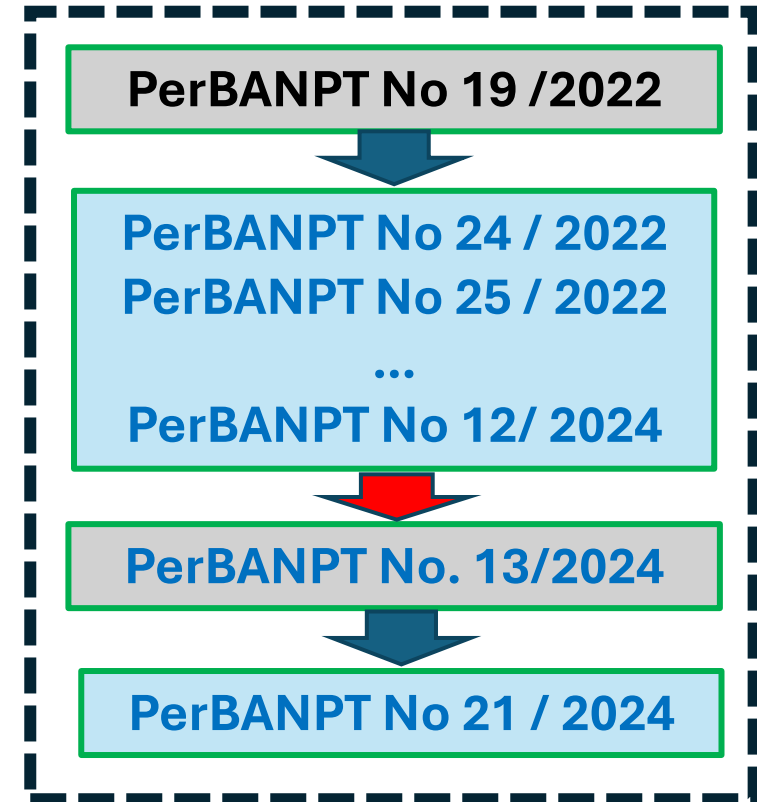 PerBANPT No 19 /2022
PerBANPT No 24 / 2022
PerBANPT No 25 / 2022
...
PerBANPT No 12/ 2024
PerBANPT No. 13/2024
PerBANPT No 21 / 2024